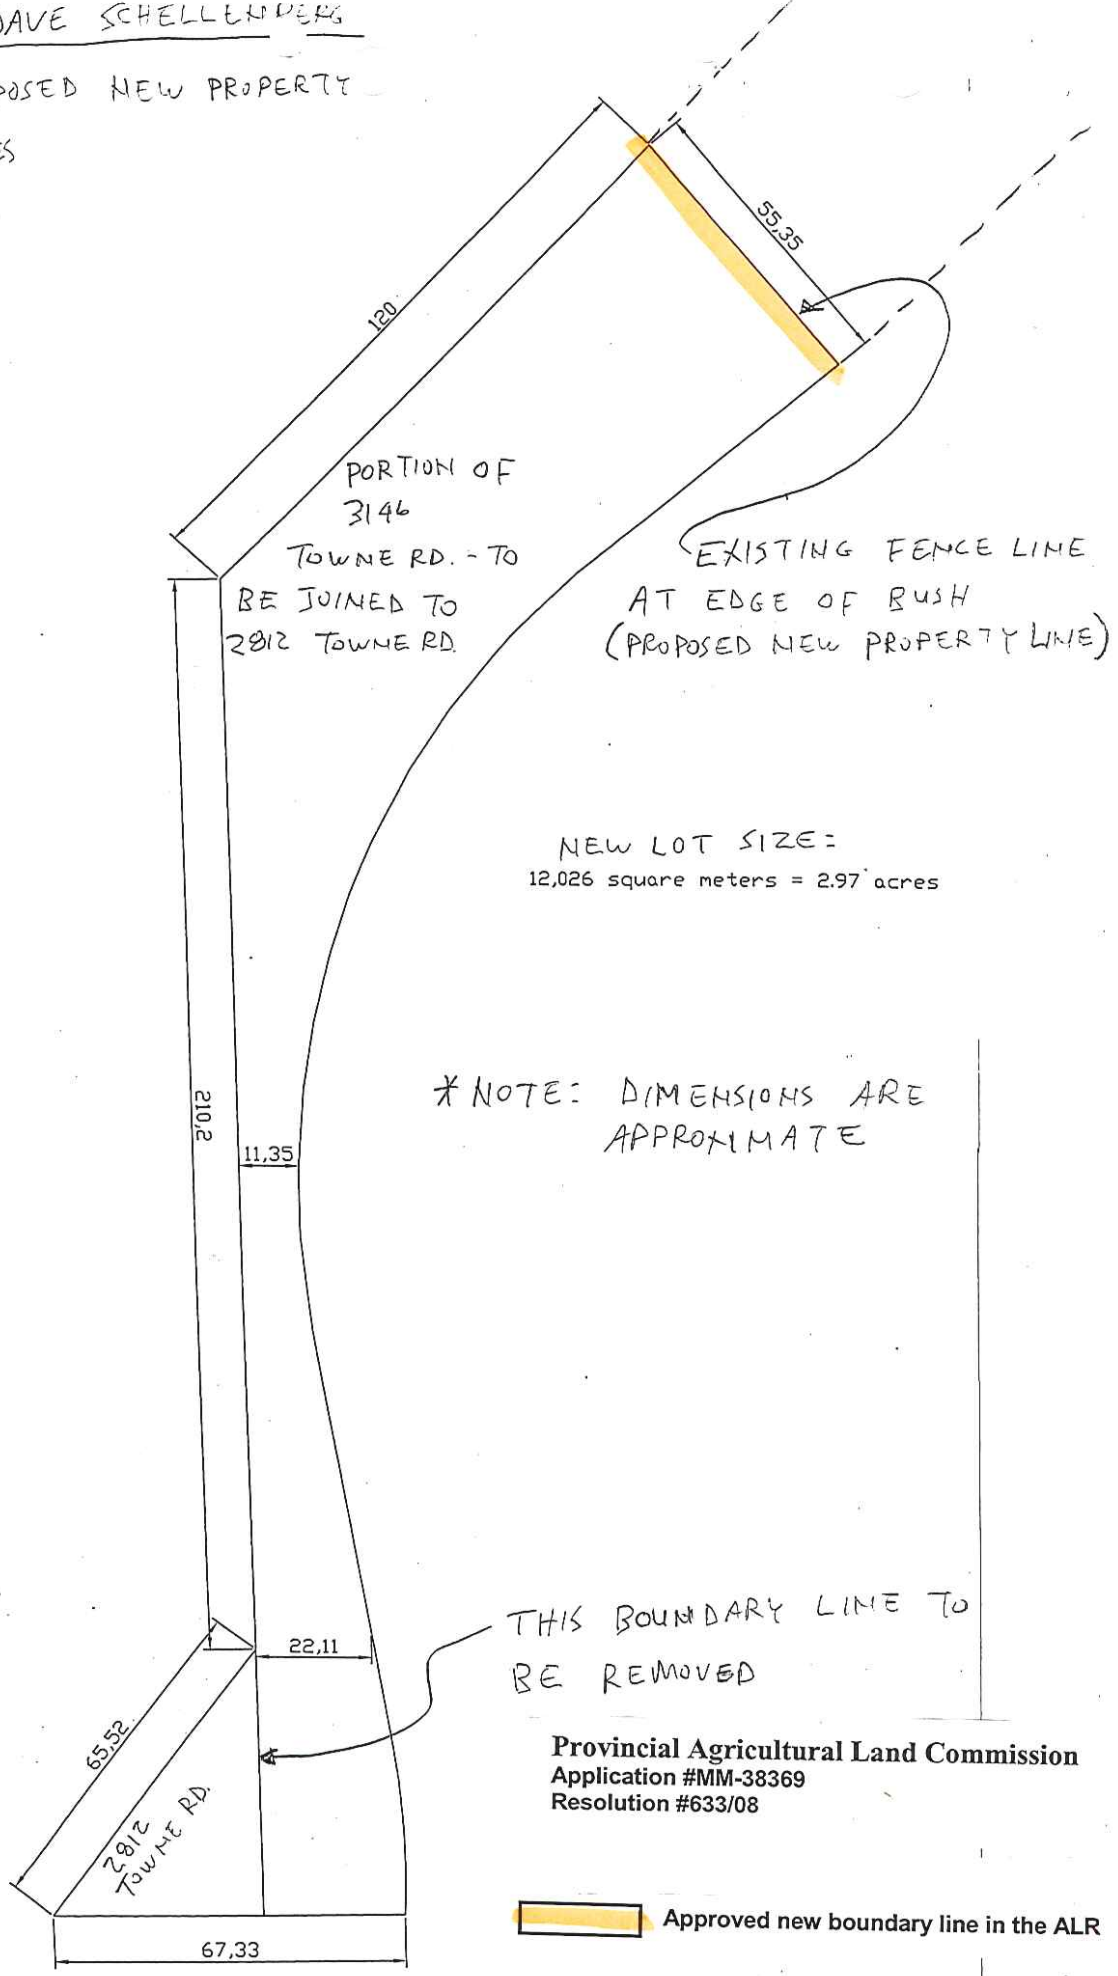 DAVE SCHELLENBERG
POSED NEW PROPERTY
ES
55,35
120
PORTION OF
3146
TOWNE RD. - TO
BE JOINED TO
2812 TOWNE RD.
EXISTING FENCE LINE
AT EDGE OF BUSH
(PROPOSED NEW PROPERTY LINE)
NEW LOT SIZE:
12,026 square meters = 2.97 acres
* NOTE: DIMENSIONS ARE
APPROXIMATE
210,2
11,35
THIS BOUNDARY LINE TO
BE REMOVED
22,11
65,52
2812
TOWNE RD.
67,33
Provincial Agricultural Land Commission
Application #MM-38369
Resolution #633/08
Approved new boundary line in the ALR